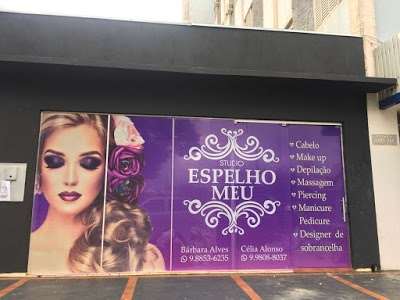 STUDIO
ESPELHO
MEU
Bárbara Alves
9.8853-6235
Célia Alonso
9.9808-8037
Cabelo
Make up
Depilação
Massagem
Piercing
Manicure
Pedicure
Designer de
sobrancelha